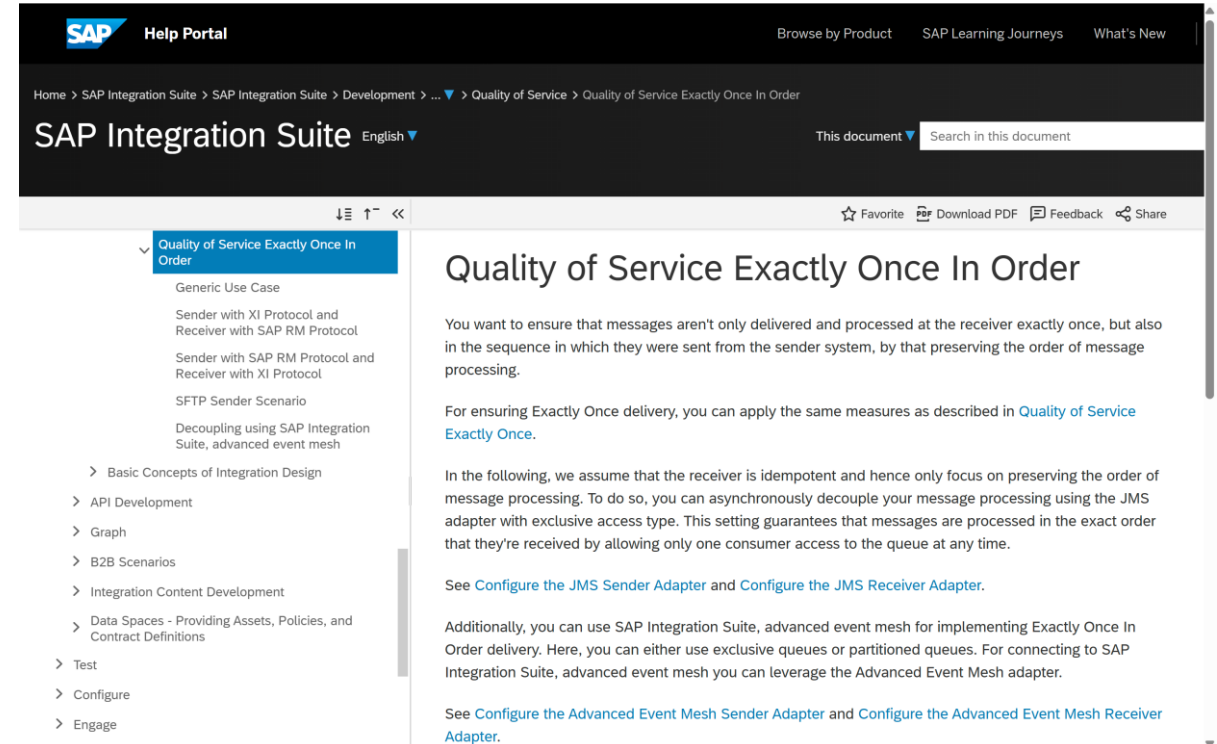 SAP Help Portal
Browse by Product SAP Learning Journeys What's New
Home > SAP Integration Suite > SAP Integration Suite > Development > ... ▼ > Quality of Service > Quality of Service Exactly Once In Order
SAP Integration Suite English ▼
This document ▼ Search in this document
Favorite PDF Download PDF Feedback Share
Quality of Service Exactly Once In
Order
Generic Use Case
Sender with XI Protocol and
Receiver with SAP RM Protocol
Sender with SAP RM Protocol and
Receiver with XI Protocol
SFTP Sender Scenario
Decoupling using SAP Integration
Suite, advanced event mesh
Basic Concepts of Integration Design
API Development
Graph
B2B Scenarios
Integration Content Development
Data Spaces - Providing Assets, Policies, and
Contract Definitions
Test
Configure
Engage
Quality of Service Exactly Once In Order
You want to ensure that messages aren't only delivered and processed at the receiver exactly once, but also
in the sequence in which they were sent from the sender system, by that preserving the order of message
processing.
For ensuring Exactly Once delivery, you can apply the same measures as described in Quality of Service
Exactly Once.
In the following, we assume that the receiver is idempotent and hence only focus on preserving the order of
message processing. To do so, you can asynchronously decouple your message processing using the JMS
adapter with exclusive access type. This setting guarantees that messages are processed in the exact order
that they're received by allowing only one consumer access to the queue at any time.
See Configure the JMS Sender Adapter and Configure the JMS Receiver Adapter.
Additionally, you can use SAP Integration Suite, advanced event mesh for implementing Exactly Once In
Order delivery. Here, you can either use exclusive queues or partitioned queues. For connecting to SAP
Integration Suite, advanced event mesh you can leverage the Advanced Event Mesh adapter.
See Configure the Advanced Event Mesh Sender Adapter and Configure the Advanced Event Mesh Receiver
Adapter.